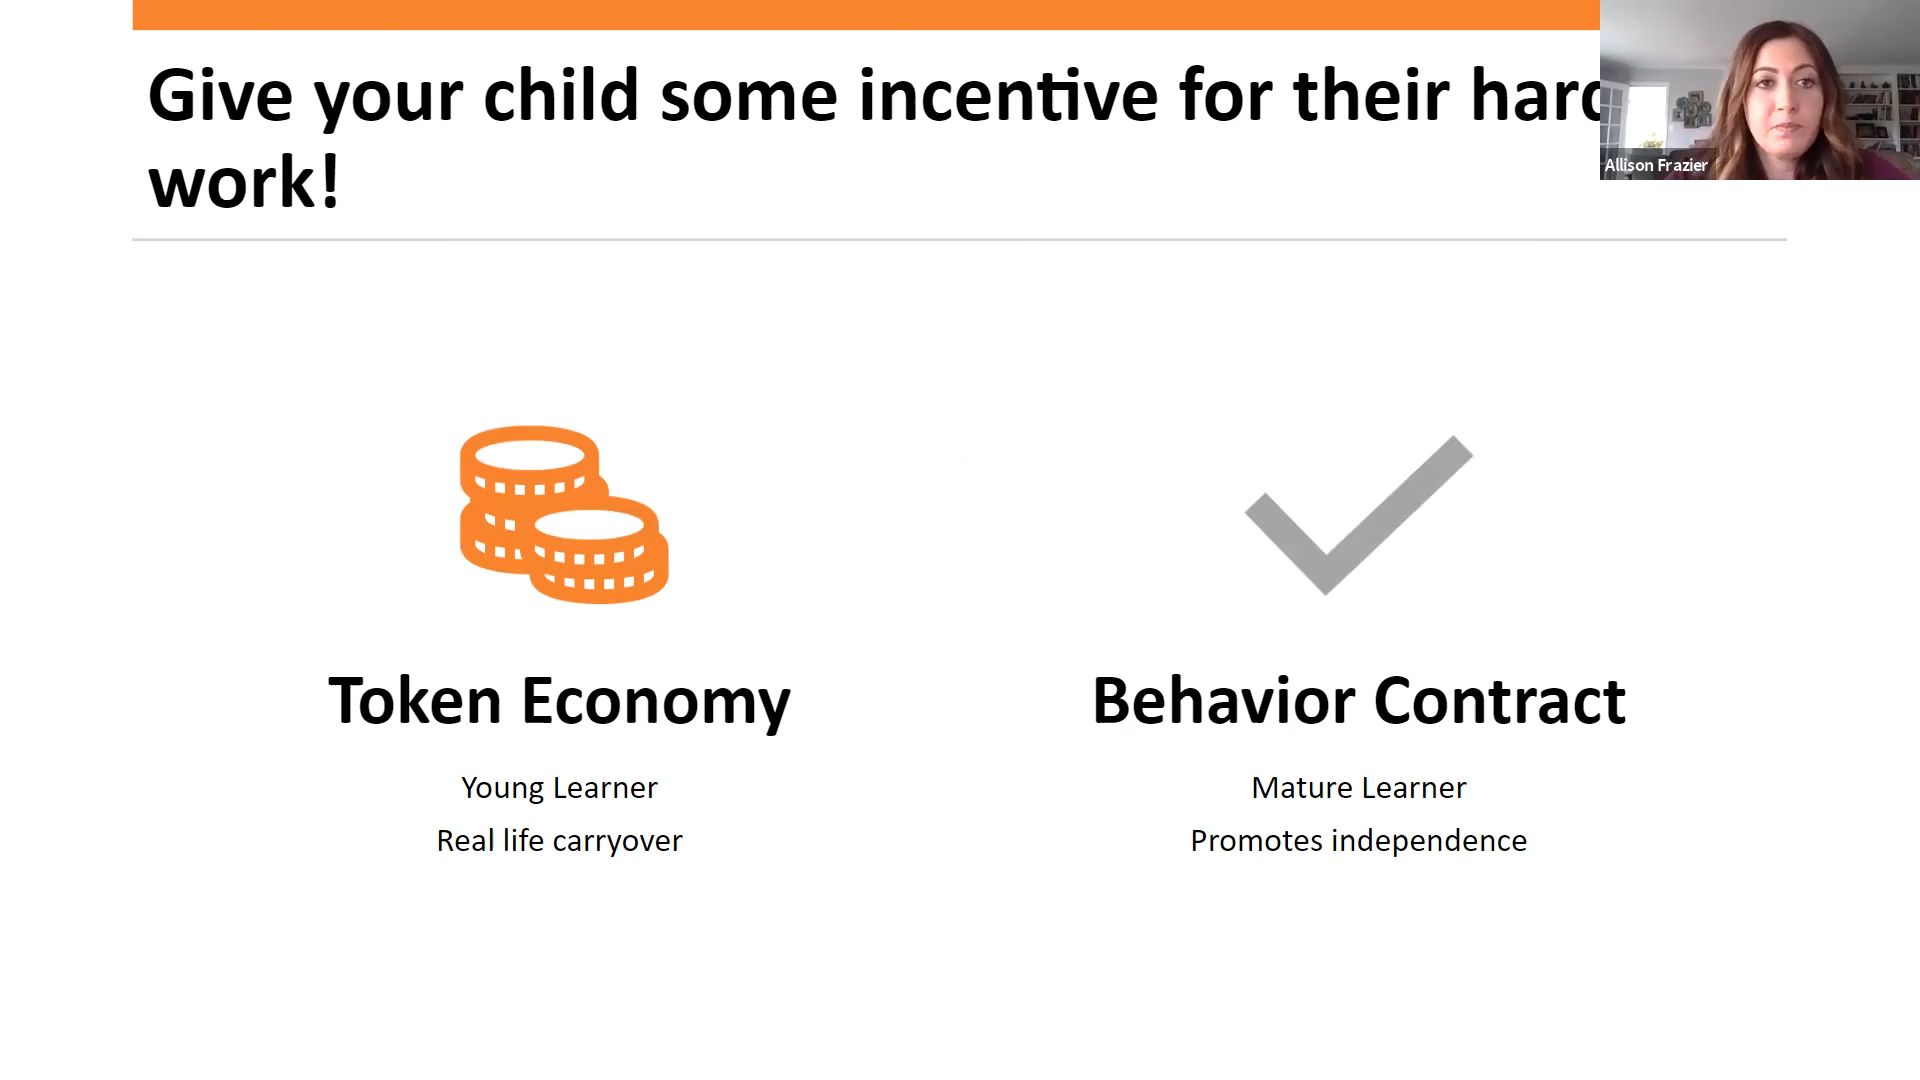 Give your child some incentive for their hard
work!
Allison Frazier
Token Economy
Young Learner
Real life carryover
Behavior Contract
Mature Learner
Promotes independence